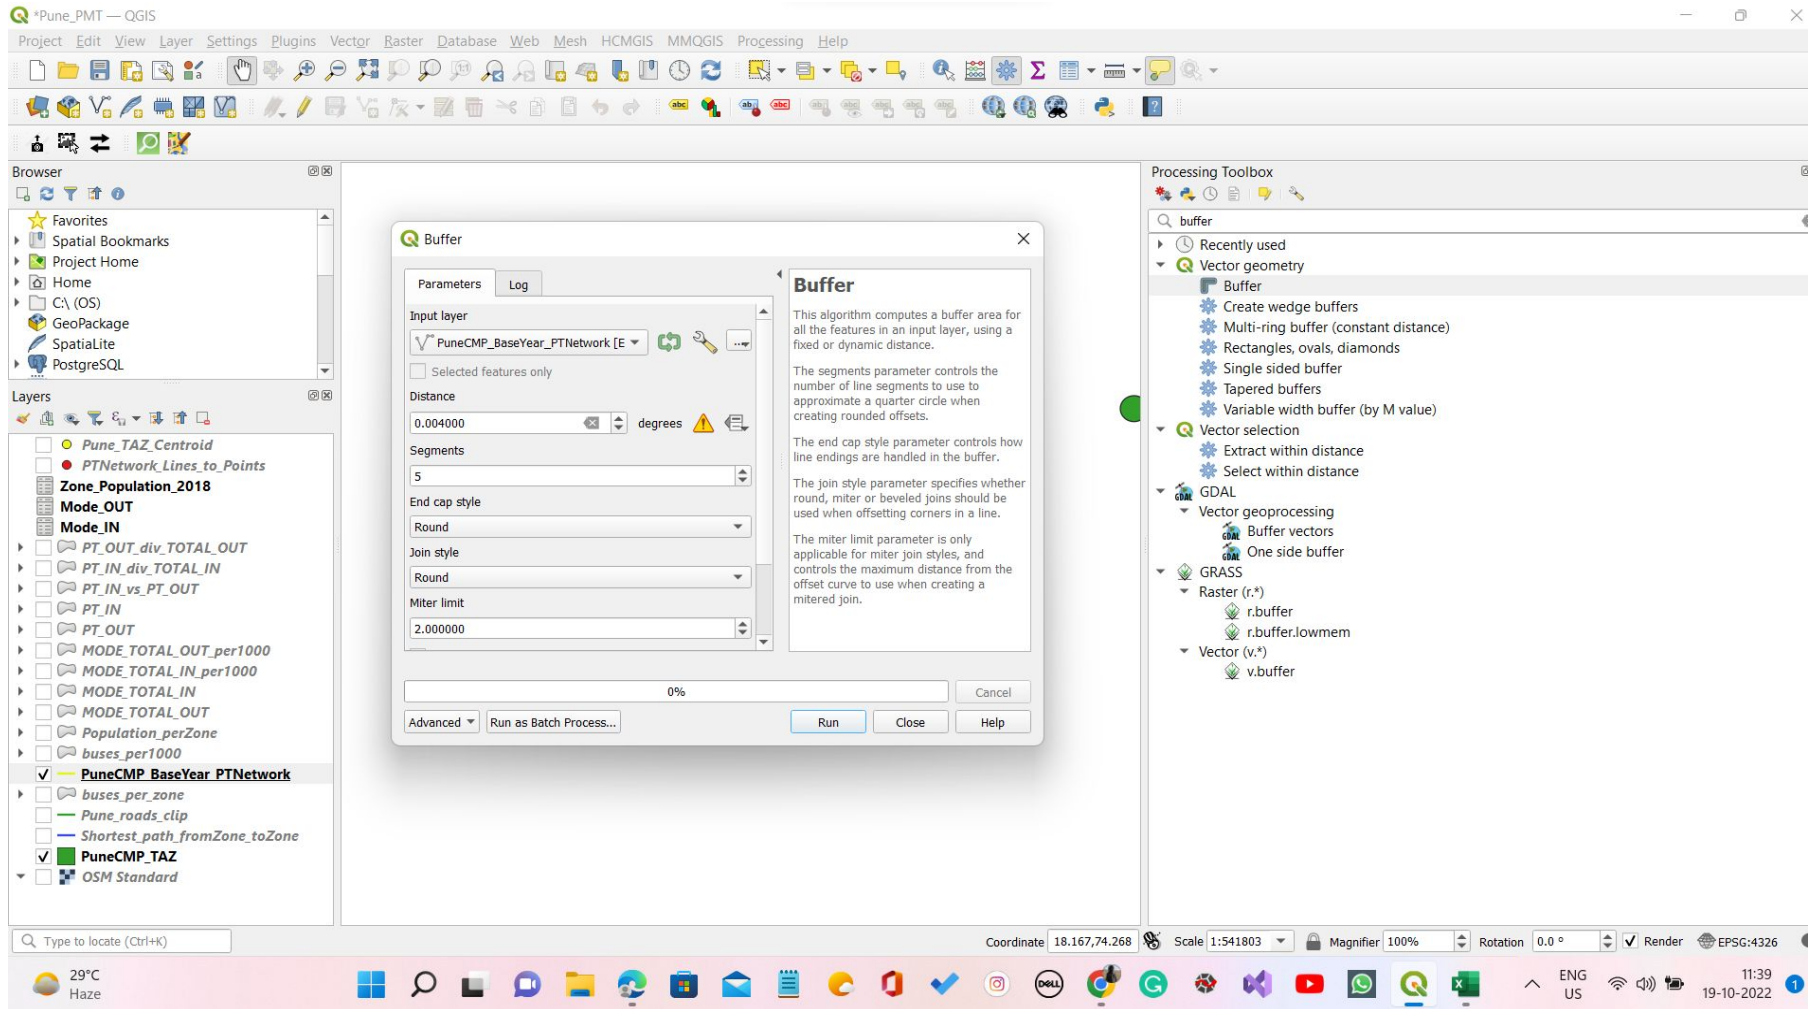 *Pune_PMT — QGIS
Project Edit View Layer Settings Plugins Vector Raster Database Web Mesh HCMGIS MMQGIS Processing Help
Browser
Favorites
Spatial Bookmarks
Project Home
Home
C:\ (OS)
GeoPackage
SpatiaLite
PostgreSQL
Layers
Pune_TAZ_Centroid
PTNetwork_Lines_to_Points
Zone_Population_2018
Mode_OUT
Mode_IN
PT_OUT_div_TOTAL_OUT
PT_IN_div_TOTAL_IN
PT_IN_vs_PT_OUT
PT_IN
PT_OUT
MODE_TOTAL_OUT_per1000
MODE_TOTAL_IN_per1000
MODE_TOTAL_IN
MODE_TOTAL_OUT
Population_perZone
buses_per1000
PuneCMP_BaseYear_PTNetwork
buses_per_zone
Pune_roads_clip
Shortest_path_fromZone_toZone
PuneCMP_TAZ
OSM Standard
Buffer
Parameters Log
Input layer
PuneCMP_BaseYear_PTNetwork [E
Selected features only
Distance
0.004000 degrees
Segments
5
End cap style
Round
Join style
Round
Miter limit
2.000000
Buffer
This algorithm computes a buffer area for
all the features in an input layer, using a
fixed or dynamic distance.
The segments parameter controls the
number of line segments to use to
approximate a quarter circle when
creating rounded offsets.
The end cap style parameter controls how
line endings are handled in the buffer.
The join style parameter specifies whether
round, miter or beveled joins should be
used when offsetting corners in a line.
The miter limit parameter is only
applicable for miter join styles, and
controls the maximum distance from the
offset curve to use when creating a
mitered join.
0% Cancel
Advanced Run as Batch Process... Run Close Help
Processing Toolbox
buffer
Recently used
Vector geometry
Buffer
Create wedge buffers
Multi-ring buffer (constant distance)
Rectangles, ovals, diamonds
Single sided buffer
Tapered buffers
Variable width buffer (by M value)
Vector selection
Extract within distance
Select within distance
GDAL
Vector geoprocessing
Buffer vectors
One side buffer
GRASS
Raster (r.*)
r.buffer
r.buffer.lowmem
Vector (v.*)
v.buffer
Type to locate (Ctrl+K) Coordinate 18.167,74.268 Scale 1:541803 Magnifier 100% Rotation 0.0 ° Render EPSG:4326
29°C
Haze
DELL
ENG
US
11:39
19-10-2022
1